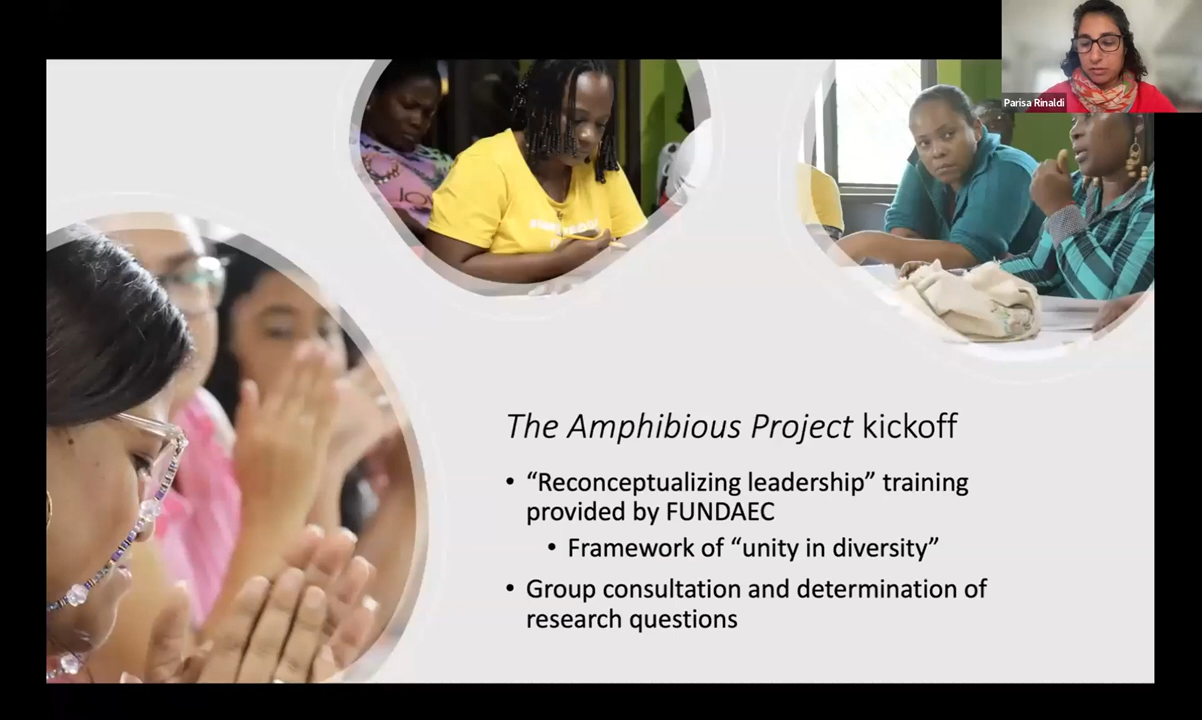 Parisa Rinaldi
The Amphibious Project kickoff
• “Reconceptualizing leadership” training
provided by FUNDAEC
• Framework of “unity in diversity”
• Group consultation and determination of
research questions